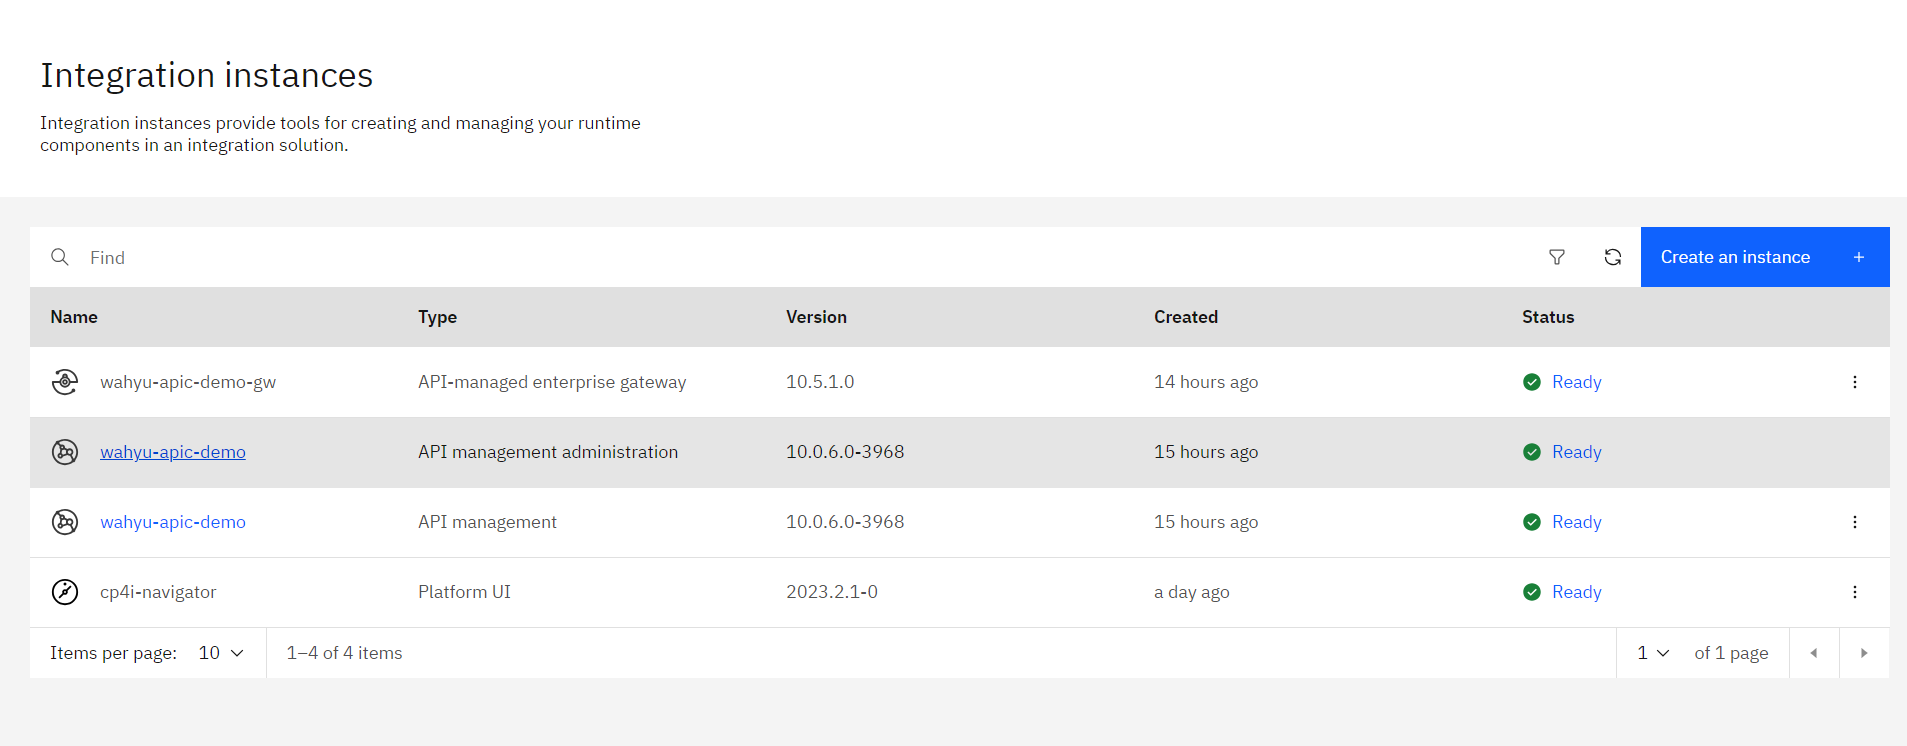 Integration instances
Integration instances provide tools for creating and managing your runtime
components in an integration solution.
Find
Create an instance +
Name Type Version Created Status
wahyu-apic-demo-gw API-managed enterprise gateway 10.5.1.0 14 hours ago Ready
wahyu-apic-demo API management administration 10.0.6.0-3968 15 hours ago Ready
wahyu-apic-demo API management 10.0.6.0-3968 15 hours ago Ready
cp4i-navigator Platform UI 2023.2.1-0 a day ago Ready
Items per page: 10 1–4 of 4 items 1 of 1 page